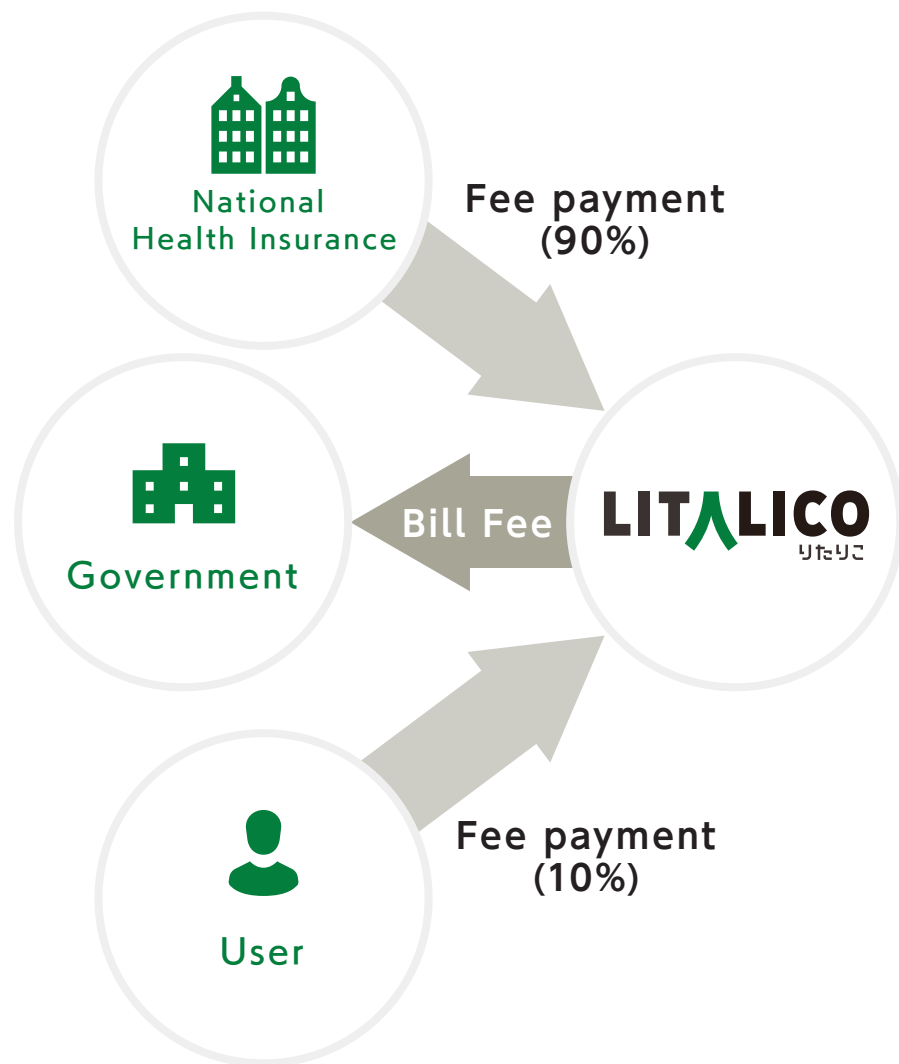 National
Health Insurance
Fee payment
(90%)
Government
Bill Fee
LITALICO
りたりこ
Fee payment
(10%)
User